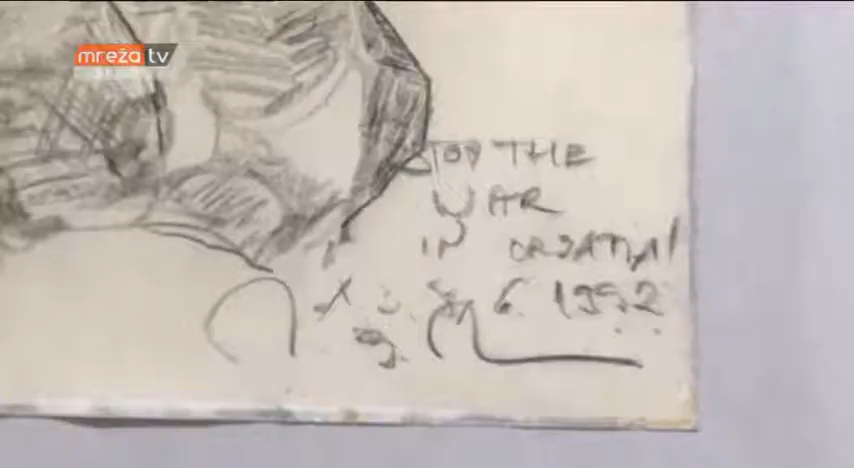 mreža tv
STOP THE
WAR
IN CROATIA!
6. 1992